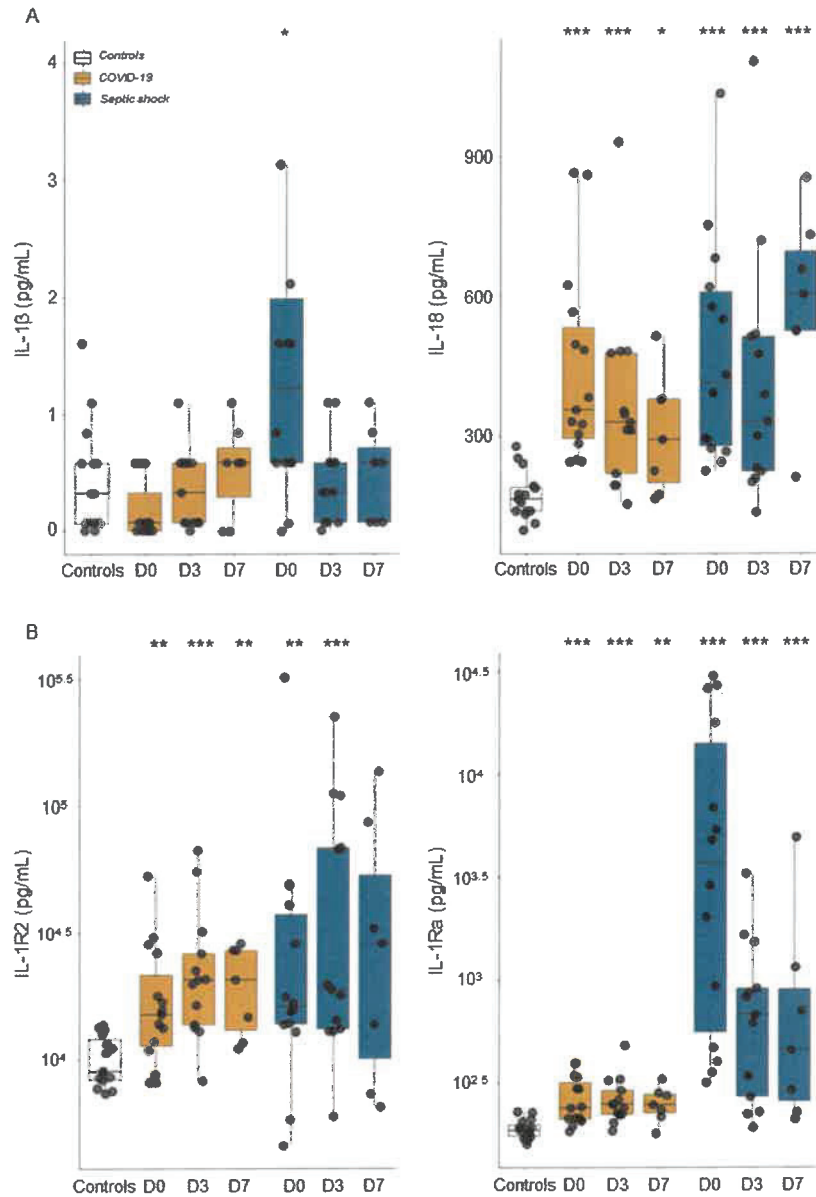 A
* 
Controls
COVID-19
Septic shock
4
3
2
1
0
IL-1β (pg/mL)
Controls D0 D3 D7 D0 D3 D7
*** *** * *** *** ***
900
600
300
IL-18 (pg/mL)
Controls D0 D3 D7 D0 D3 D7
B
** *** ** ** ***
10^5.5
10^5
10^4.5
10^4
IL-1R2 (pg/mL)
Controls D0 D3 D7 D0 D3 D7
*** *** ** *** *** ***
10^4.5
10^4
10^3.5
10^3
10^2.5
IL-1Ra (pg/mL)
Controls D0 D3 D7 D0 D3 D7